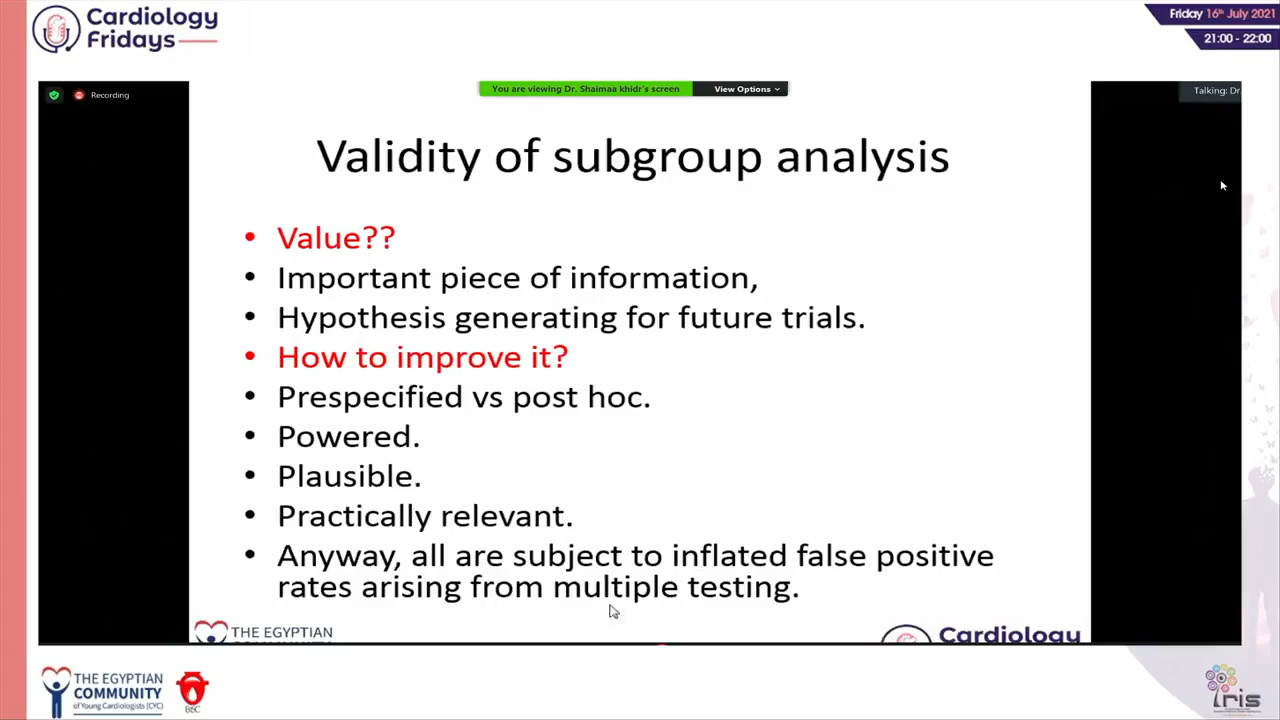 Cardiology
Fridays
Friday 16th July 2021
21:00 - 22:00
Recording
You are viewing Dr. Shaimaa khidr's screen
View Options
Talking: Dr
Validity of subgroup analysis
• Value??
• Important piece of information,
• Hypothesis generating for future trials.
• How to improve it?
• Prespecified vs post hoc.
• Powered.
• Plausible.
• Practically relevant.
• Anyway, all are subject to inflated false positive
rates arising from multiple testing.
THE EGYPTIAN
Cardiology
THE EGYPTIAN
COMMUNITY
of Young Cardiologists (CYC)
Iris